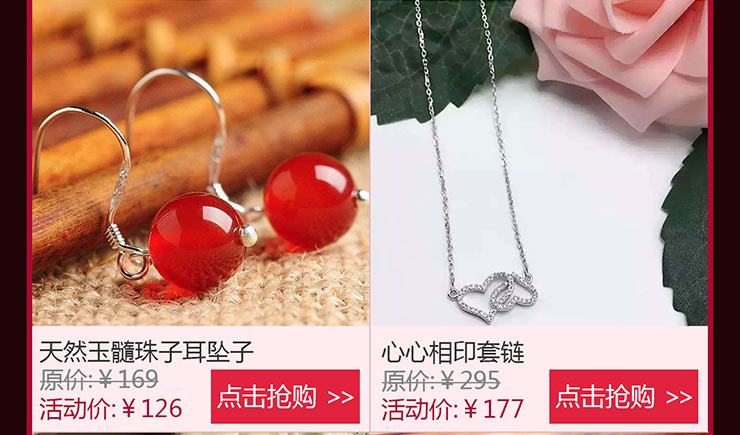 天然玉髓珠子耳坠子
原价:￥169
活动价:￥126
点击抢购 >>
心心相印套链
原价:￥295
活动价:￥177
点击抢购 >>